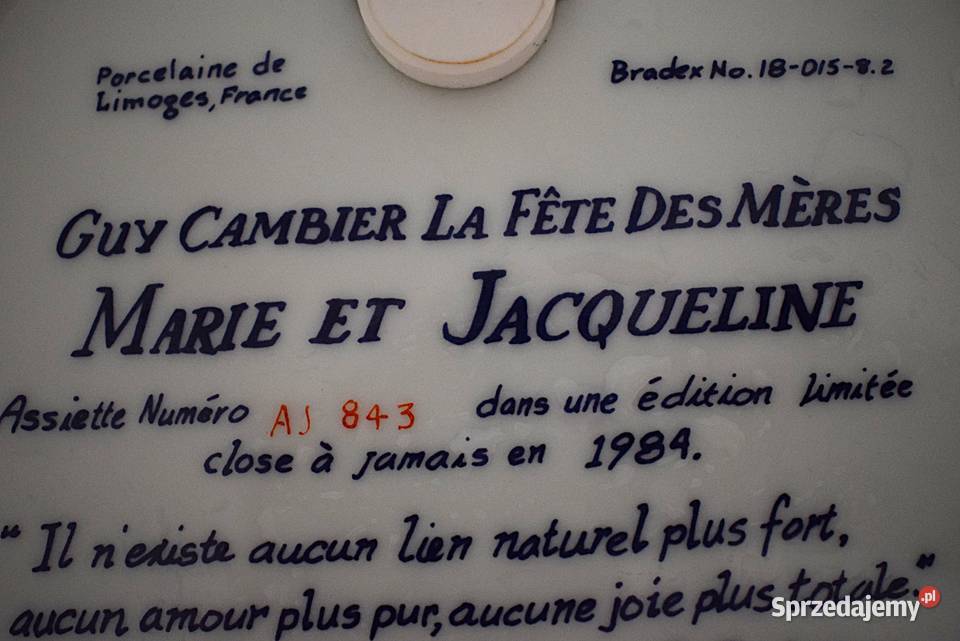 Porcelaine de
Limoges, France
Bradex No. 18-015-8.2
GUY CAMBIER LA FÊTE DES MÈRES
MARIE ET JACQUELINE
Assiette Numéro AJ 843 dans une édition limitée
close à jamais en 1984.
“Il n'existe aucun lien naturel plus fort,
aucun amour plus pur, aucune joie plus totale.”
Sprzedajemy.pl